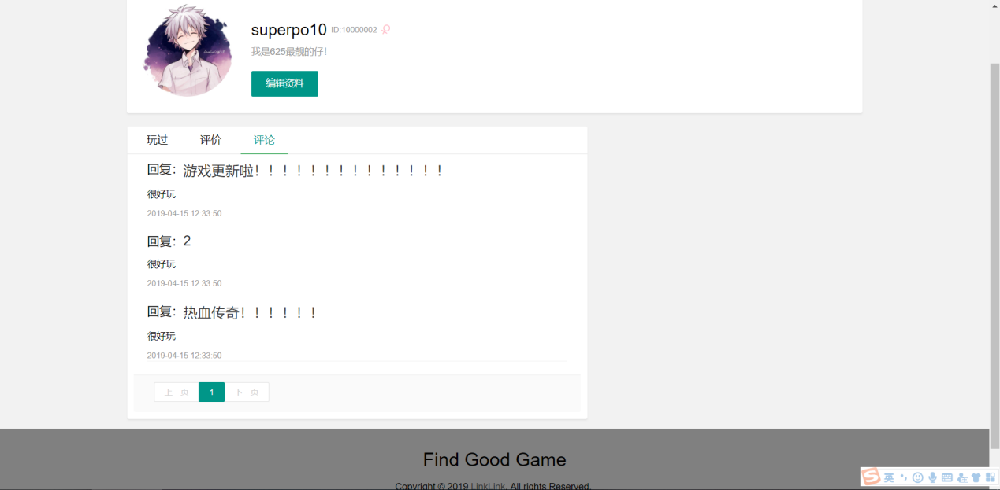 superpo10 ID:10000002
我是625最靓的仔!
编辑资料
玩过 评价 评论
回复：游戏更新啦！！！！！！！！！！！！！！
很好玩
2019-04-15 12:33:50
回复：2
很好玩
2019-04-15 12:33:50
回复：热血传奇！！！！！！
很好玩
2019-04-15 12:33:50
上一页 1 下一页
Find Good Game
Copyright © 2019 LinkLink. All rights Reserved.
英